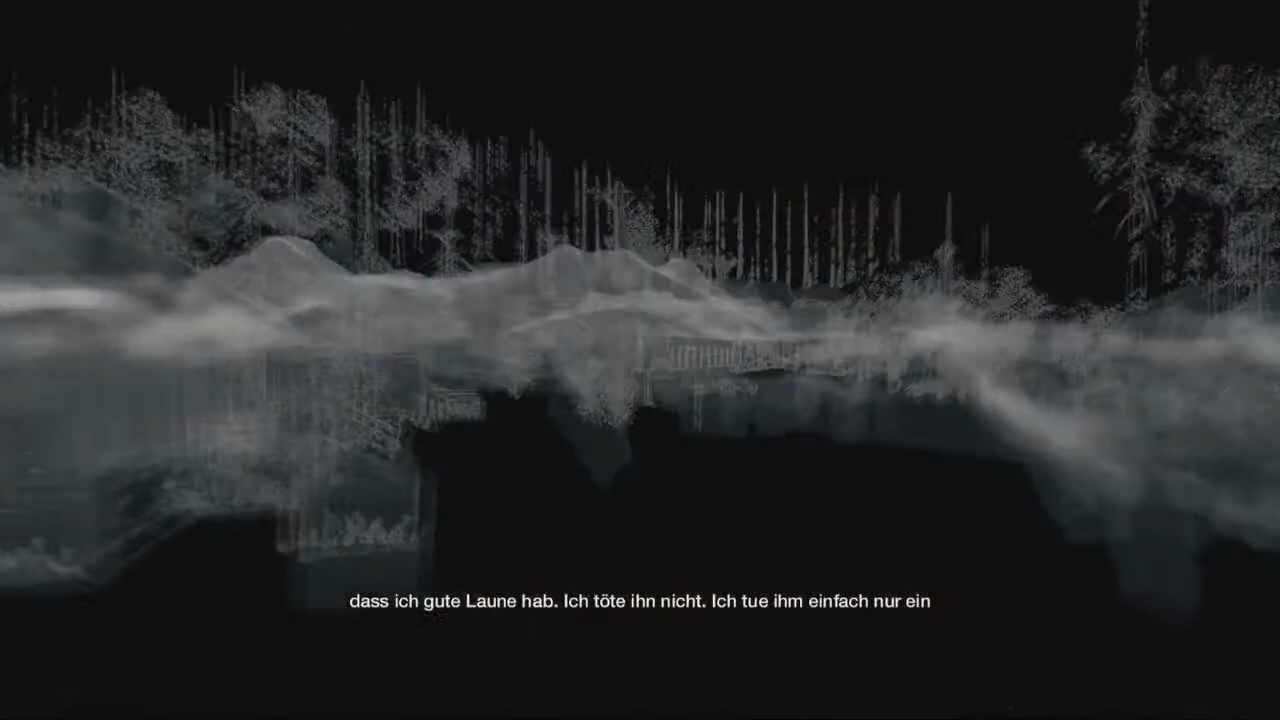 dass ich gute Laune hab. Ich töte ihn nicht. Ich tue ihm einfach nur ein